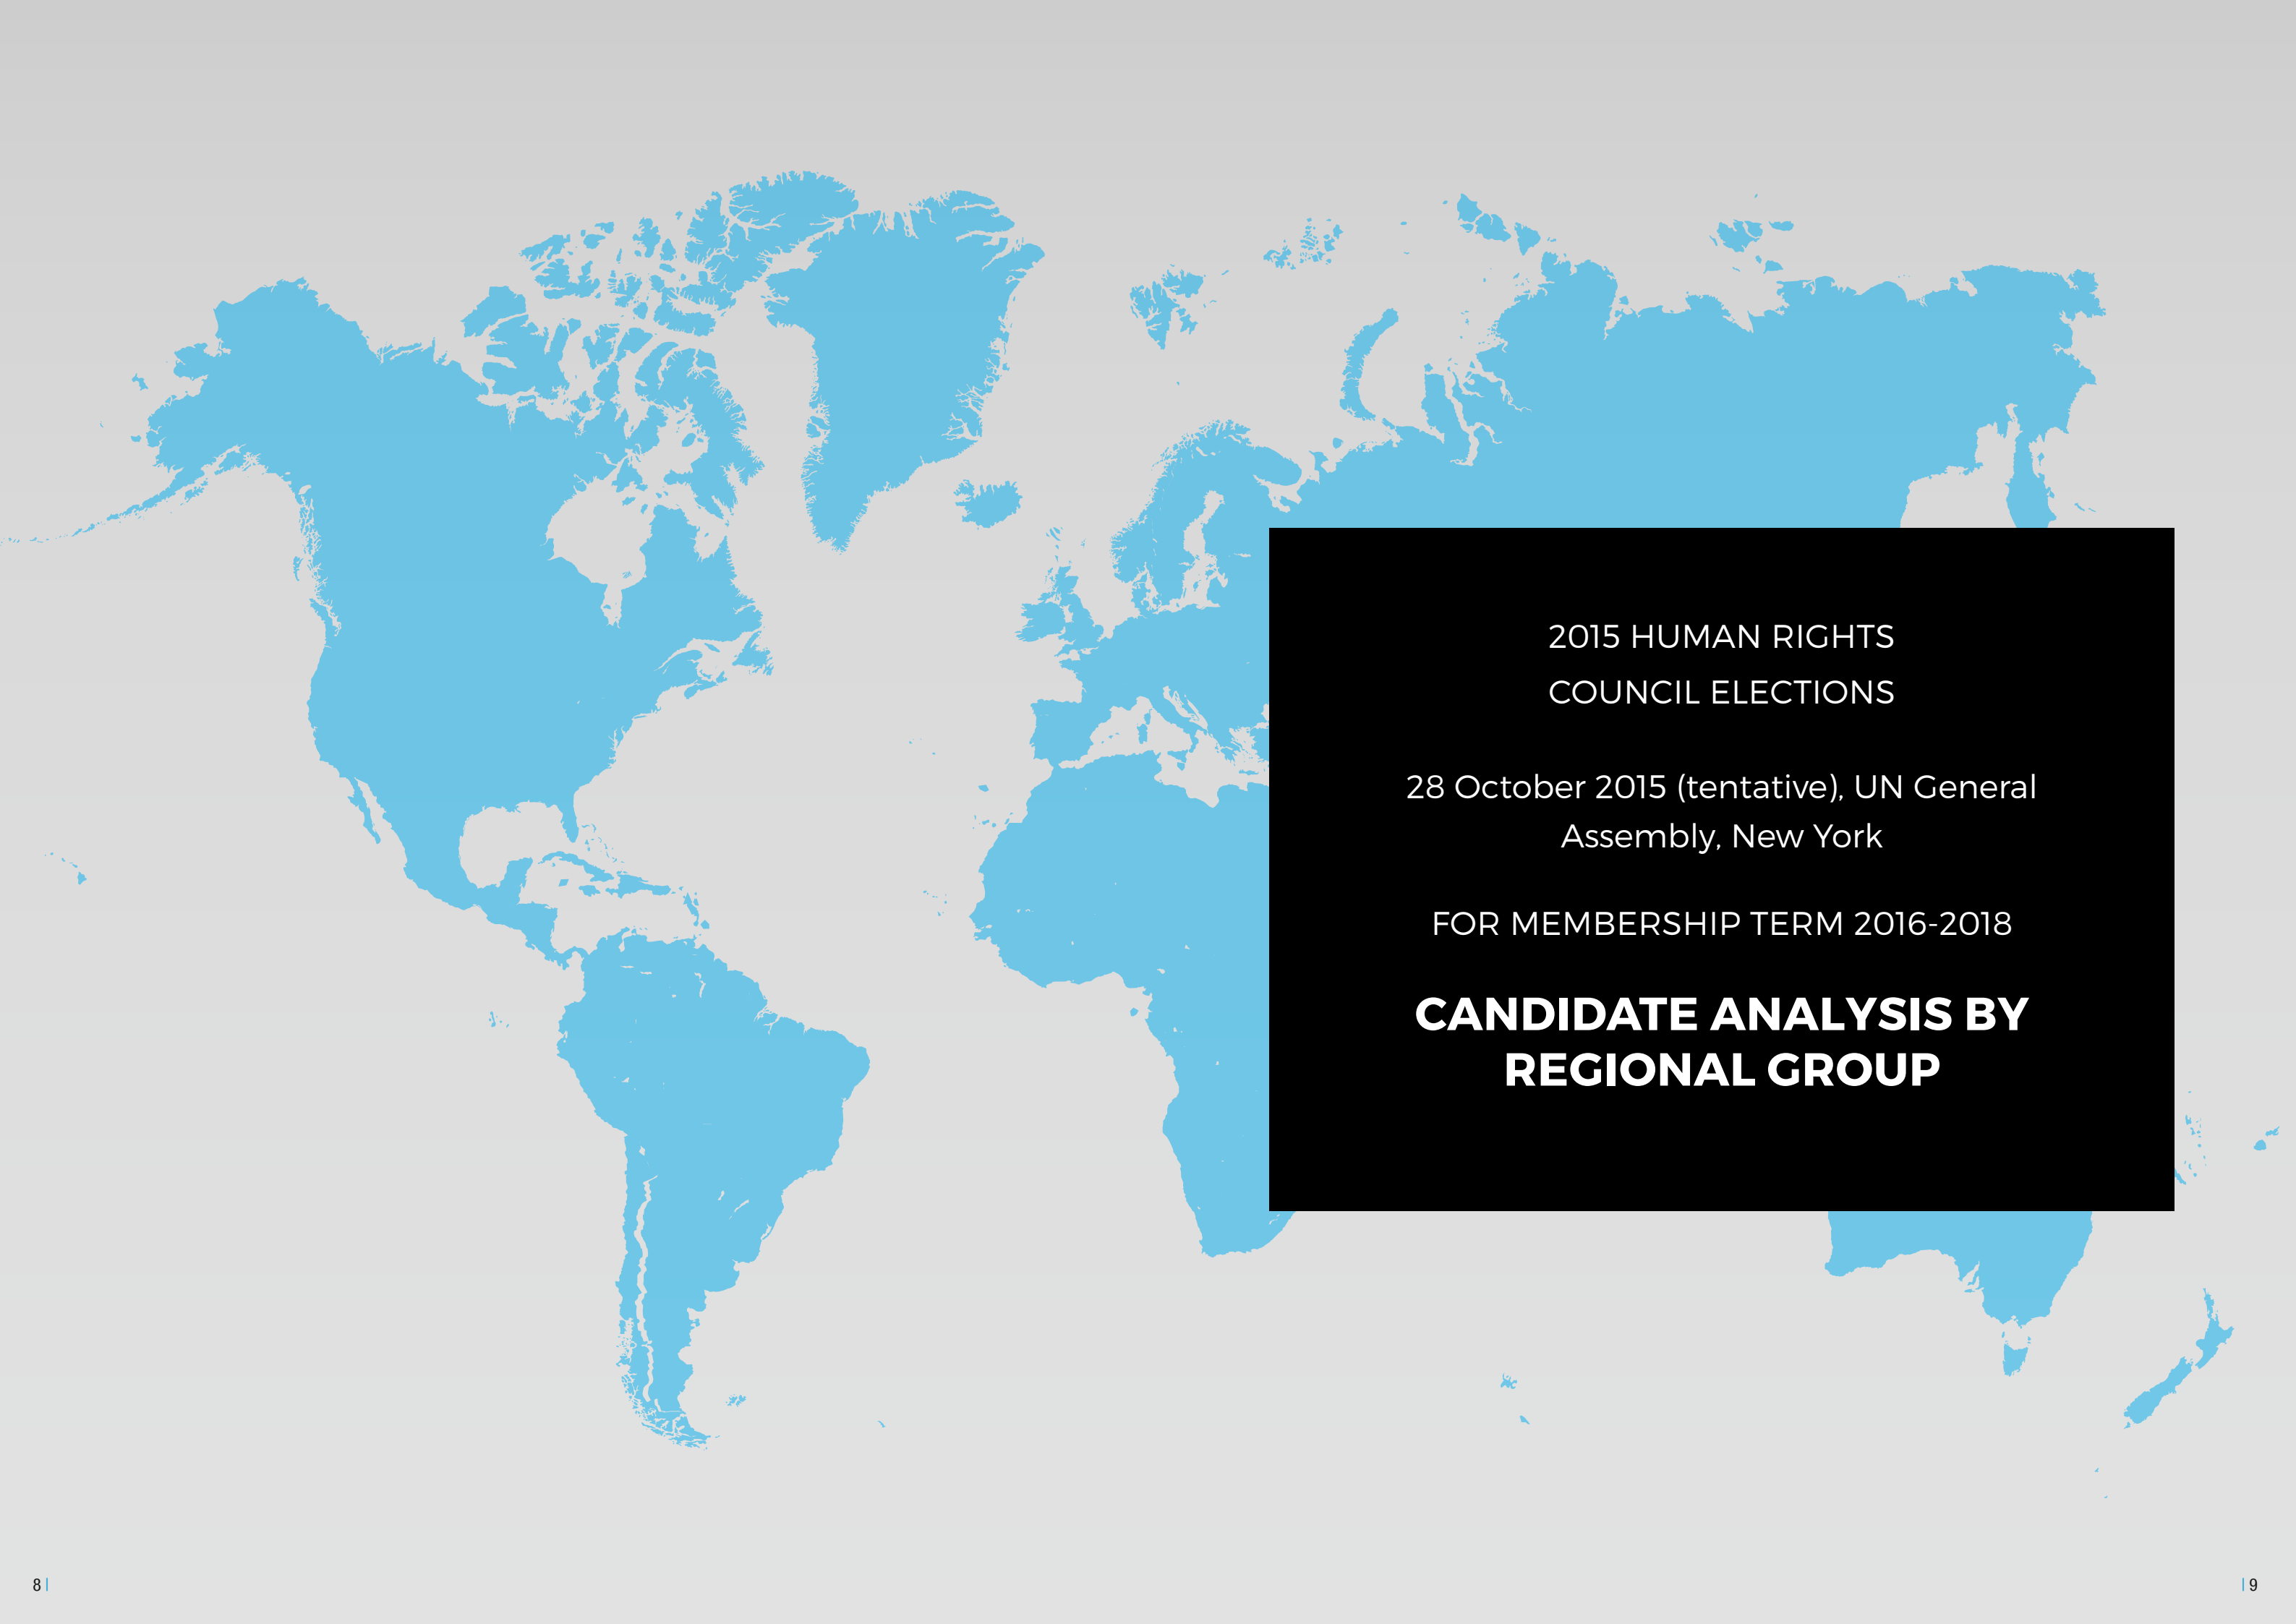 2015 HUMAN RIGHTS
COUNCIL ELECTIONS
28 October 2015 (tentative), UN General
Assembly, New York
FOR MEMBERSHIP TERM 2016-2018
CANDIDATE ANALYSIS BY
REGIONAL GROUP
8 |
| 9